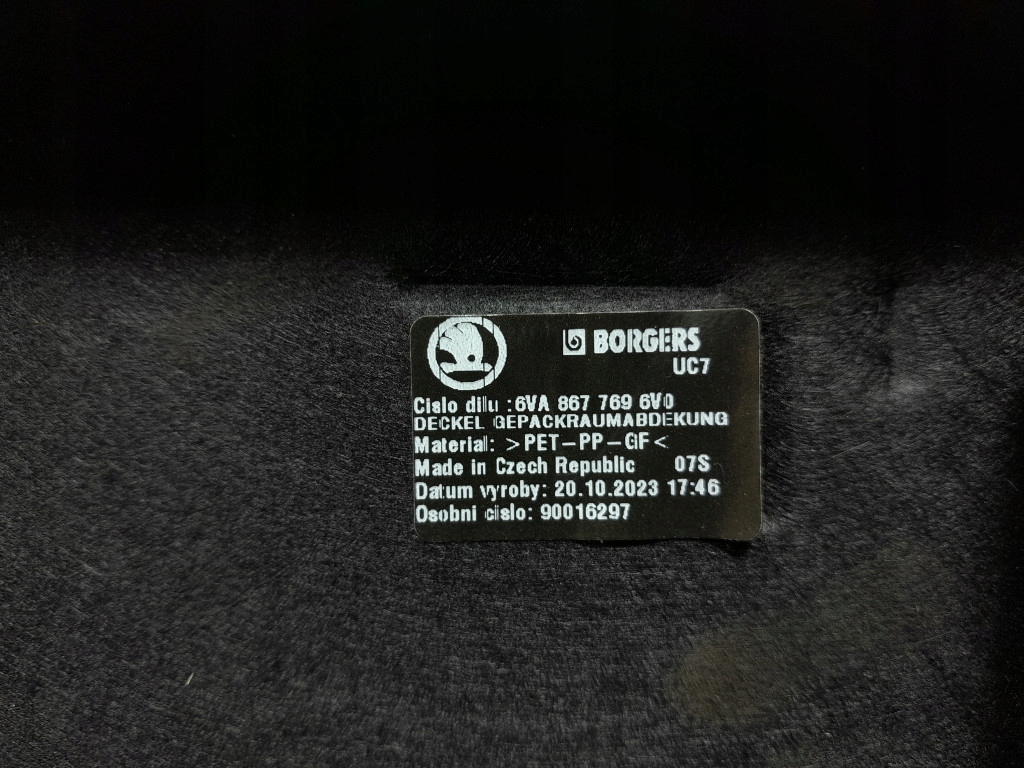 BORGERS
UC7
Cislo dilu :6VA 867 769 6V0
DECKEL GEPACKRAUMABDEKUNG
Material: >PET-PP-GF<
Made in Czech Republic 07S
Datum vyroby: 20.10.2023 17:46
Osobni cislo: 90016297